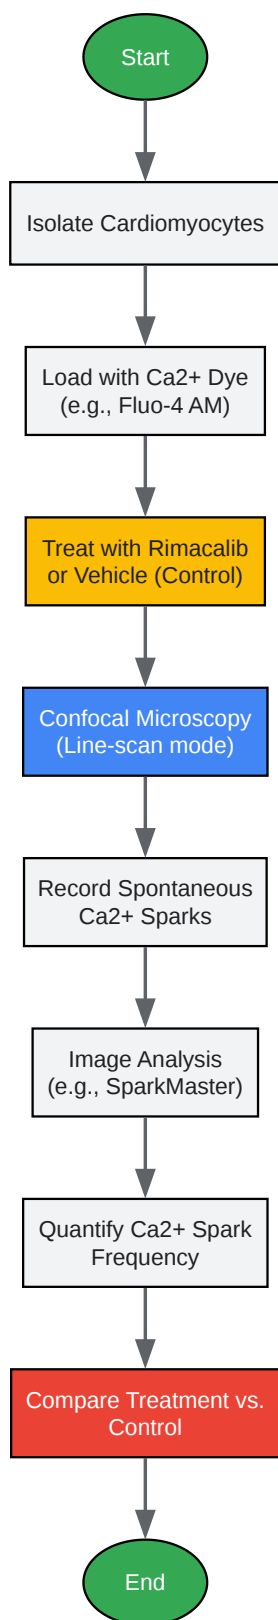 Start
Isolate Cardiomyocytes
Load with Ca2+ Dye
(e.g., Fluo-4 AM)
Treat with Rimacalib
or Vehicle (Control)
Confocal Microscopy
(Line-scan mode)
Record Spontaneous
Ca2+ Sparks
Image Analysis
(e.g., SparkMaster)
Quantify Ca2+ Spark
Frequency
Compare Treatment vs.
Control
End